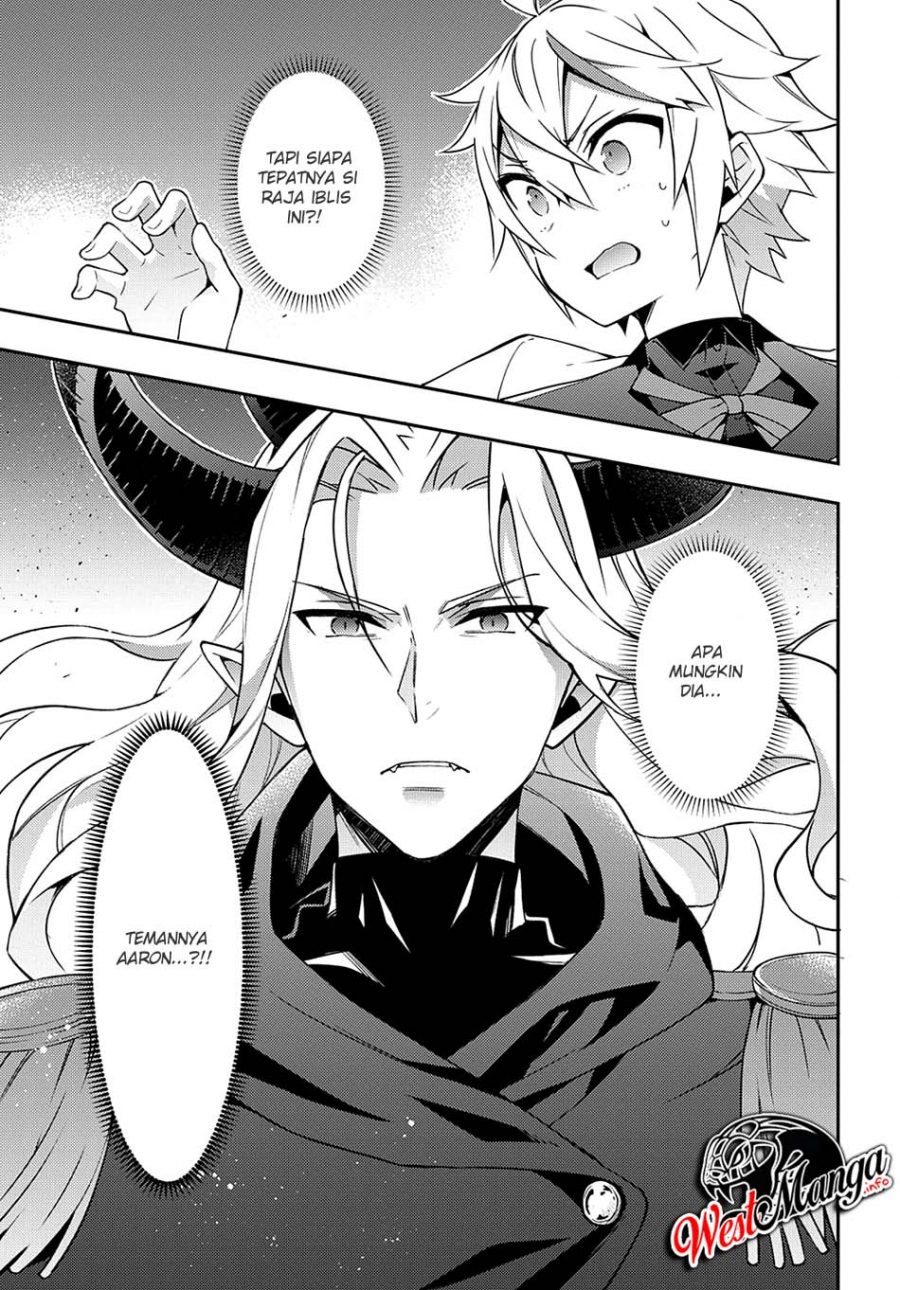 TAPI SIAPA
TEPATNYA SI
RAJA IBLIS
INI?!
APA
MUNGKIN
DIA...
TEMANNYA
AARON...?!!
WestManga
.info